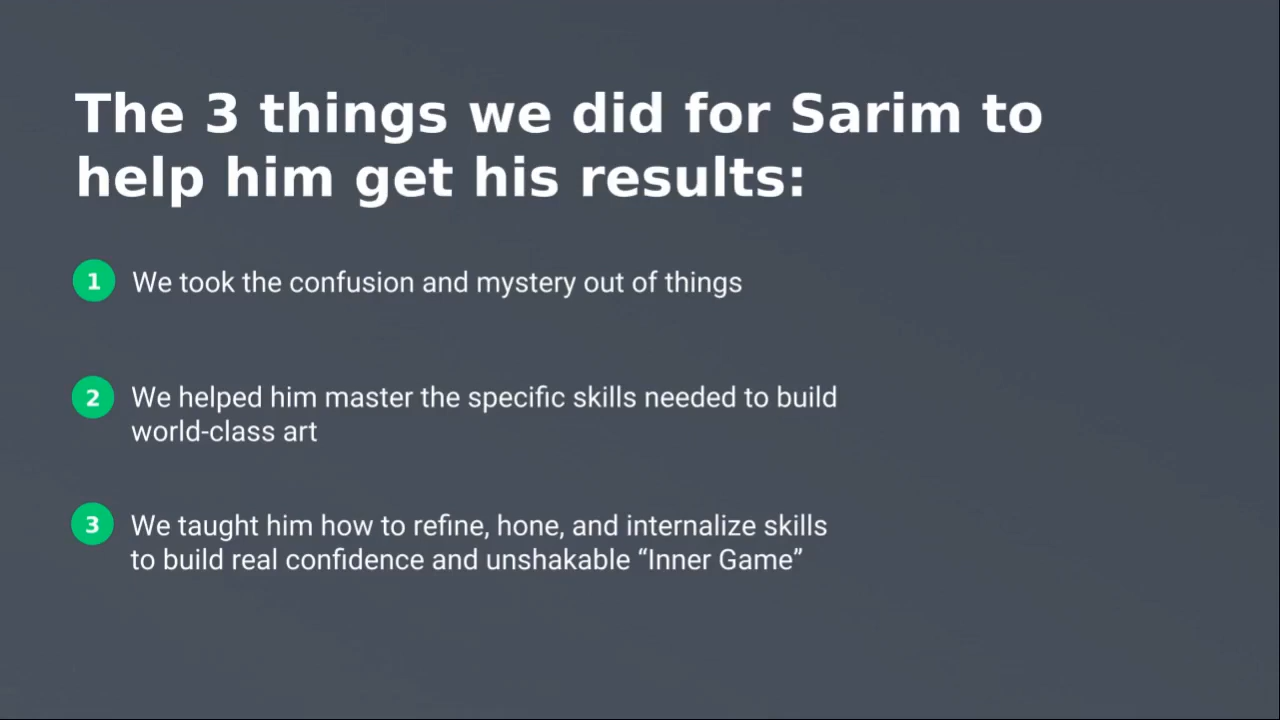 The 3 things we did for Sarim to
help him get his results:
1 We took the confusion and mystery out of things
2 We helped him master the specific skills needed to build
world-class art
3 We taught him how to refine, hone, and internalize skills
to build real confidence and unshakable “Inner Game”